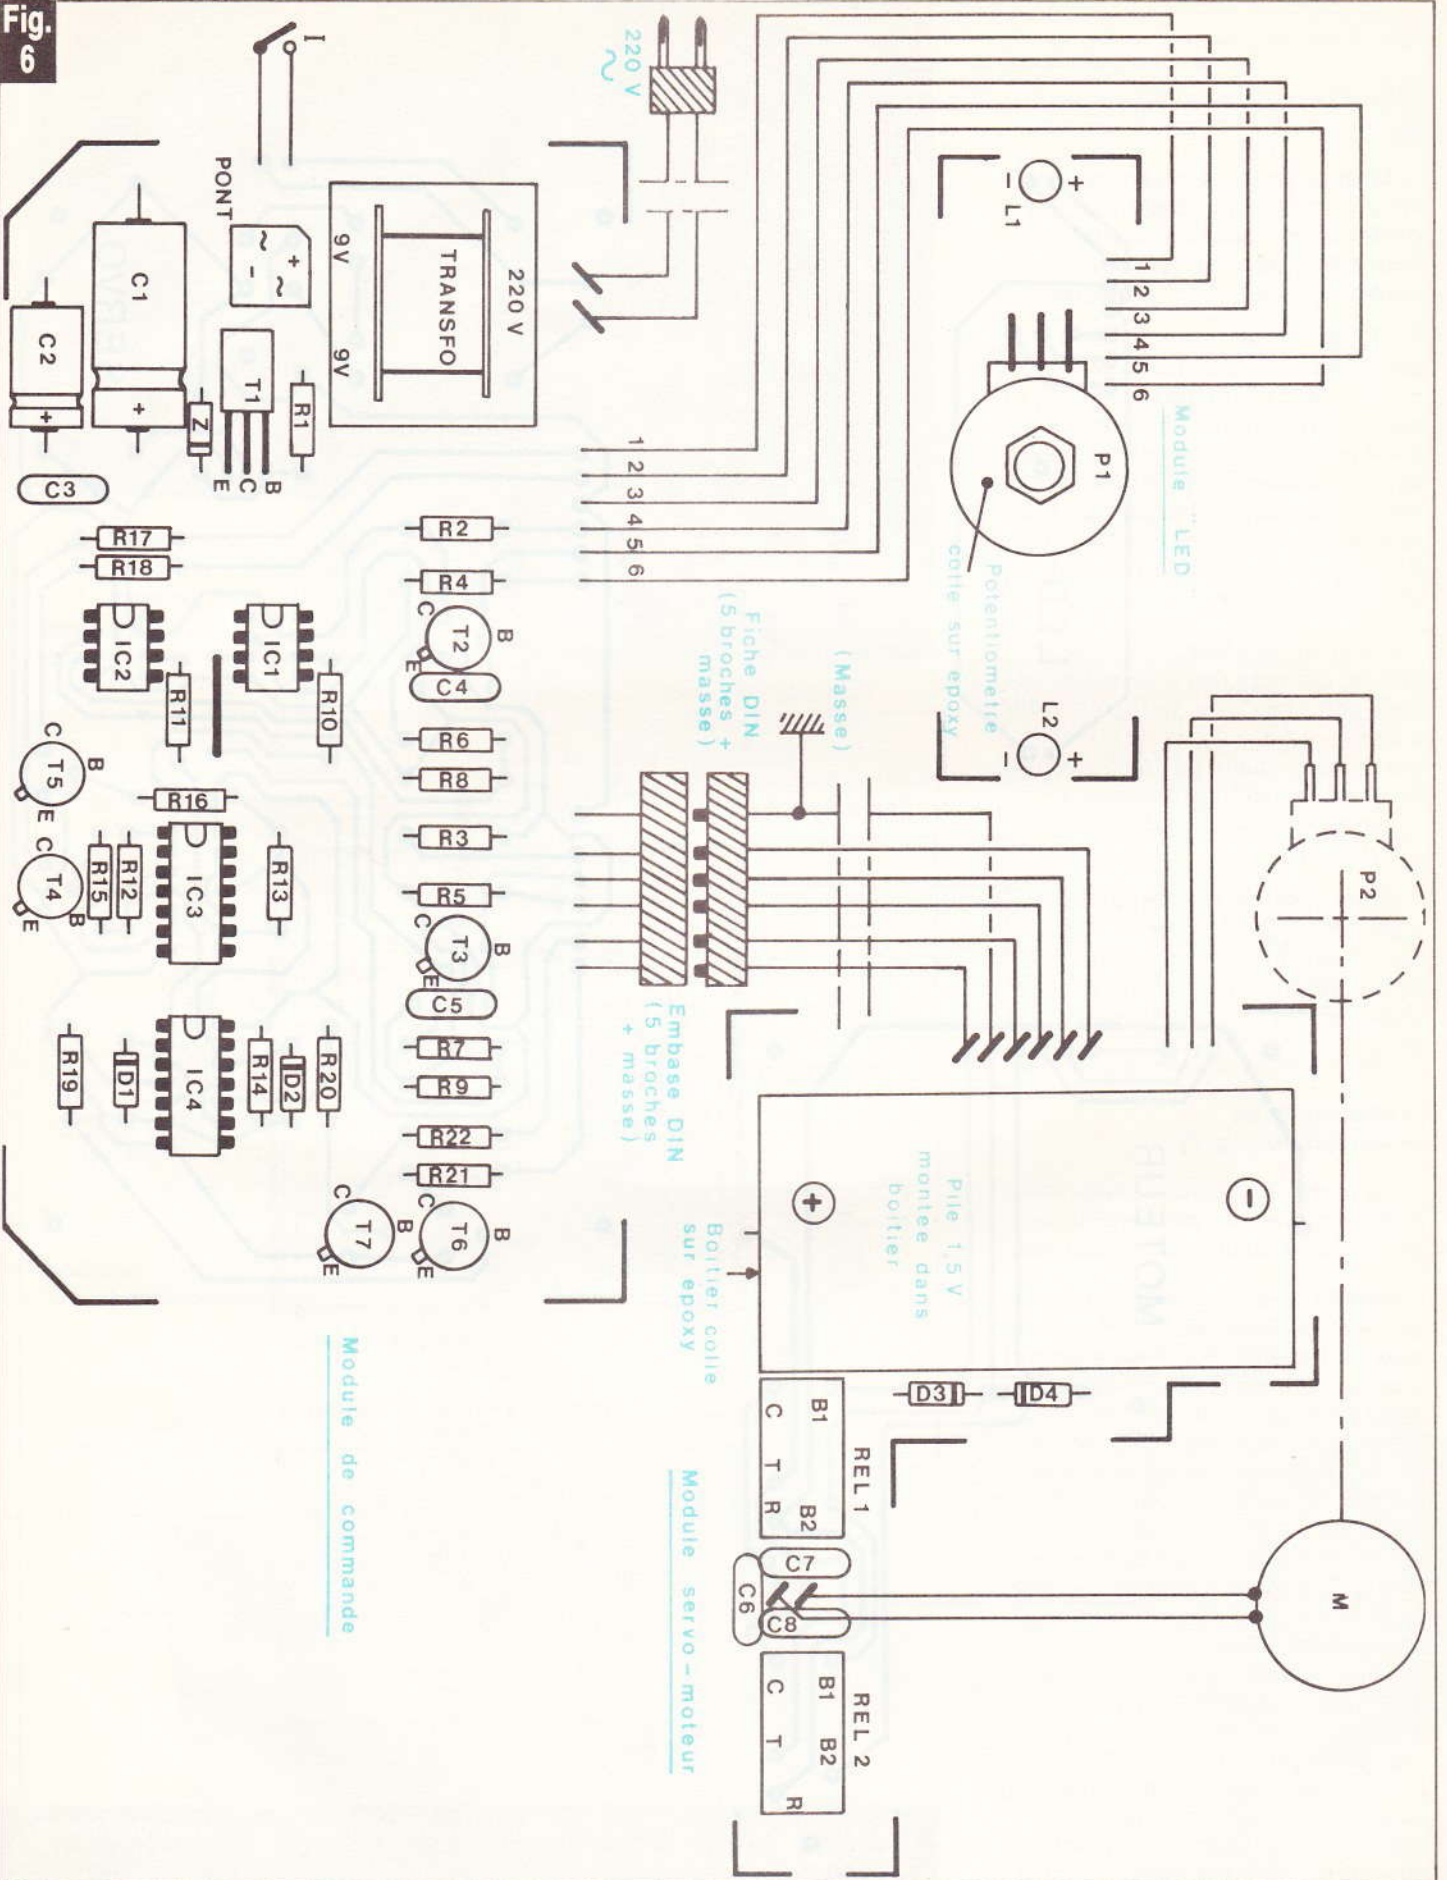 Fig.
6
I
220 V
~
PONT
~
-
+
~
220 V
TRANSFO
9V
9V
C1
+
C2
+
C3
Z
T1
E
C
B
R1
L1
+
-
1
2
3
4
5
6
P1
Module "LED"
Potentiomètre
collé sur epoxy
L2
+
-
1
2
3
4
5
6
R2
R4
R17
R18
IC2
IC1
R11
R10
C
T2
B
E
C4
R6
R8
R3
R5
C
T3
B
E
C5
R7
R9
R22
R21
C
T5
B
E
C
T4
B
E
R16
R15
R12
IC3
R13
R19
D1
IC4
R14
D2
R20
C
T7
B
E
C
T6
B
E
Fiche DIN
(5 broches +
masse)
(Masse)
Embase DIN
(5 broches
+ masse)
P2
Pile 1,5 V
montée dans
boitier
+
-
Boitier collé
sur epoxy
MOTEUR
D3
D4
Module de commande
Module servo-moteur
REL 1
B1
B2
C
T
R
C7
C6
C8
REL 2
B1
B2
C
T
R
M